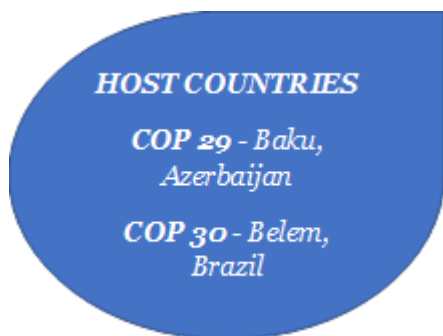 HOST COUNTRIES
COP 29 - Baku,
Azerbaijan
COP 30 - Belem,
Brazil